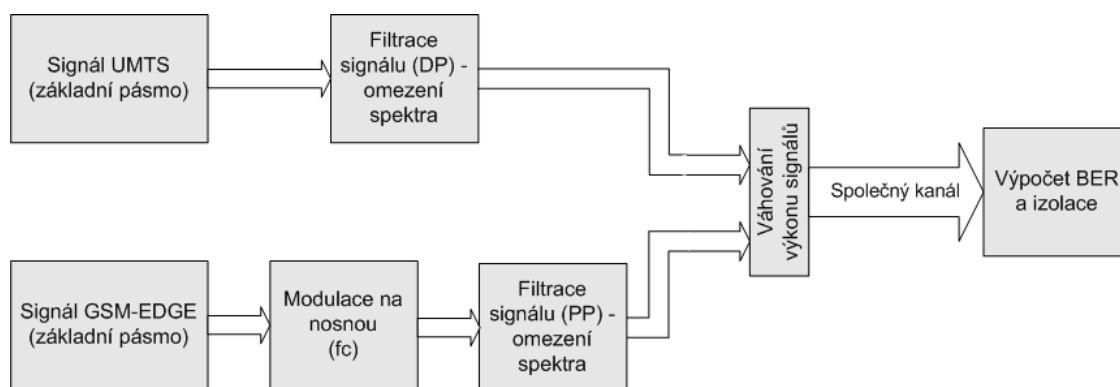 Signál UMTS
(základní pásmo)
Filtrace
signálu (DP) -
omezení
spektra
Váhování
výkonu signálů
Společný kanál
Výpočet BER
a izolace
Signál GSM-EDGE
(základní pásmo)
Modulace na
nosnou
(fc)
Filtrace
signálu (PP) -
omezení
spektra